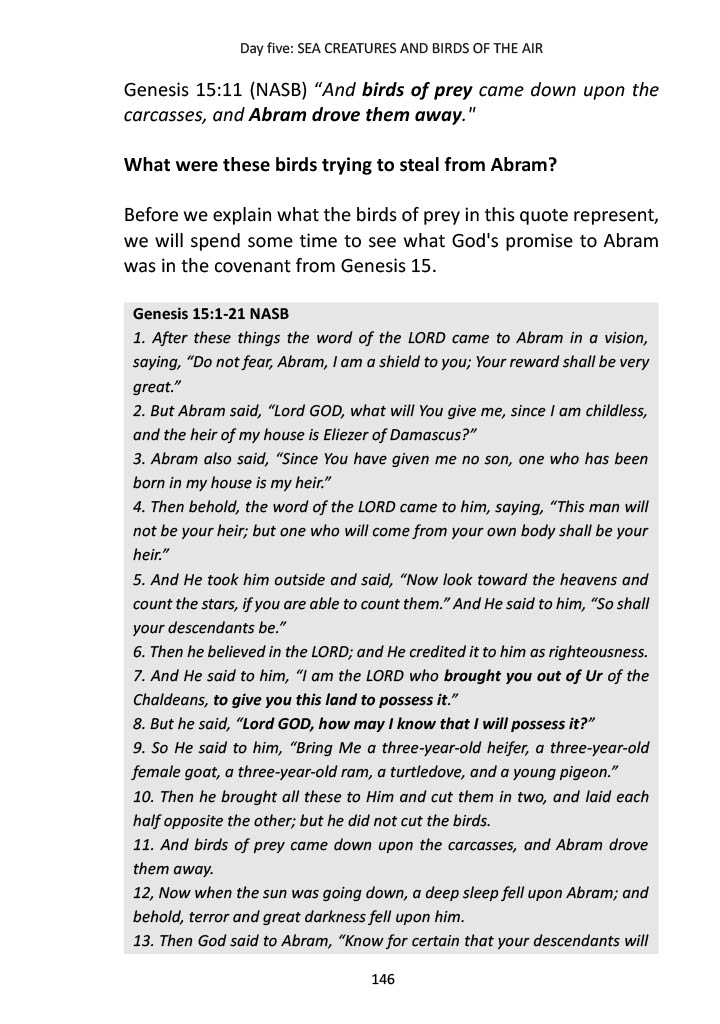 Day five: SEA CREATURES AND BIRDS OF THE AIR
Genesis 15:11 (NASB) “And birds of prey came down upon the
carcasses, and Abram drove them away."
What were these birds trying to steal from Abram?
Before we explain what the birds of prey in this quote represent,
we will spend some time to see what God's promise to Abram
was in the covenant from Genesis 15.
Genesis 15:1-21 NASB
1. After these things the word of the LORD came to Abram in a vision,
saying, “Do not fear, Abram, I am a shield to you; Your reward shall be very
great.”
2. But Abram said, “Lord GOD, what will You give me, since I am childless,
and the heir of my house is Eliezer of Damascus?”
3. Abram also said, “Since You have given me no son, one who has been
born in my house is my heir.”
4. Then behold, the word of the LORD came to him, saying, “This man will
not be your heir; but one who will come from your own body shall be your
heir.”
5. And He took him outside and said, “Now look toward the heavens and
count the stars, if you are able to count them.” And He said to him, “So shall
your descendants be.”
6. Then he believed in the LORD; and He credited it to him as righteousness.
7. And He said to him, “I am the LORD who brought you out of Ur of the
Chaldeans, to give you this land to possess it.”
8. But he said, “Lord GOD, how may I know that I will possess it?”
9. So He said to him, “Bring Me a three-year-old heifer, a three-year-old
female goat, a three-year-old ram, a turtledove, and a young pigeon.”
10. Then he brought all these to Him and cut them in two, and laid each
half opposite the other; but he did not cut the birds.
11. And birds of prey came down upon the carcasses, and Abram drove
them away.
12, Now when the sun was going down, a deep sleep fell upon Abram; and
behold, terror and great darkness fell upon him.
13. Then God said to Abram, “Know for certain that your descendants will
146